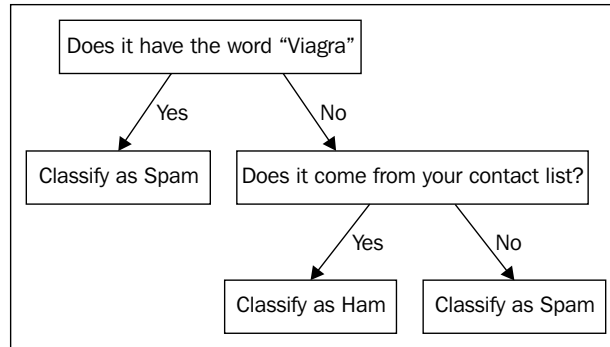 Does it have the word “Viagra”
Yes
No
Classify as Spam
Does it come from your contact list?
Yes
No
Classify as Ham
Classify as Spam